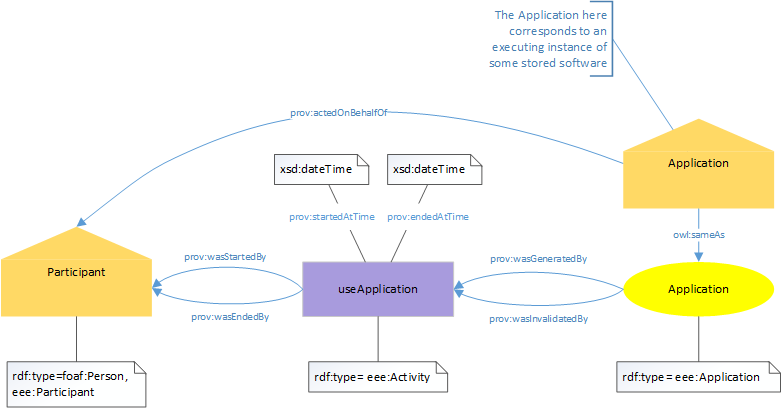 The Application here
corresponds to an
executing instance of
some stored software
prov:actedOnBehalfOf
xsd:dateTime
xsd:dateTime
Application
prov:startedAtTime
prov:endedAtTime
owl:sameAs
prov:wasStartedBy
prov:wasGeneratedBy
Participant
useApplication
Application
prov:wasEndedBy
prov:wasInvalidatedBy
rdf:type=foaf:Person,
eee:Participant
rdf:type= eee:Activity
rdf:type= eee:Application